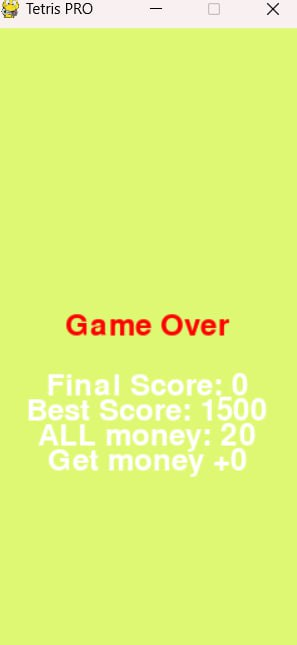 Tetris PRO
Game Over
Final Score: 0
Best Score: 1500
ALL money: 20
Get money +0